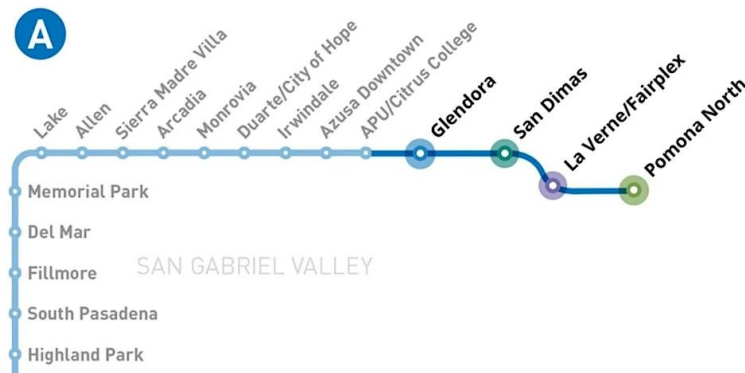 A
Lake
Allen
Sierra Madre Villa
Arcadia
Monrovia
Duarte/City of Hope
Irwindale
Azusa Downtown
APU/Citrus College
Glendora
San Dimas
La Verne/Fairplex
Pomona North
Memorial Park
Del Mar
Fillmore
South Pasadena
Highland Park
SAN GABRIEL VALLEY